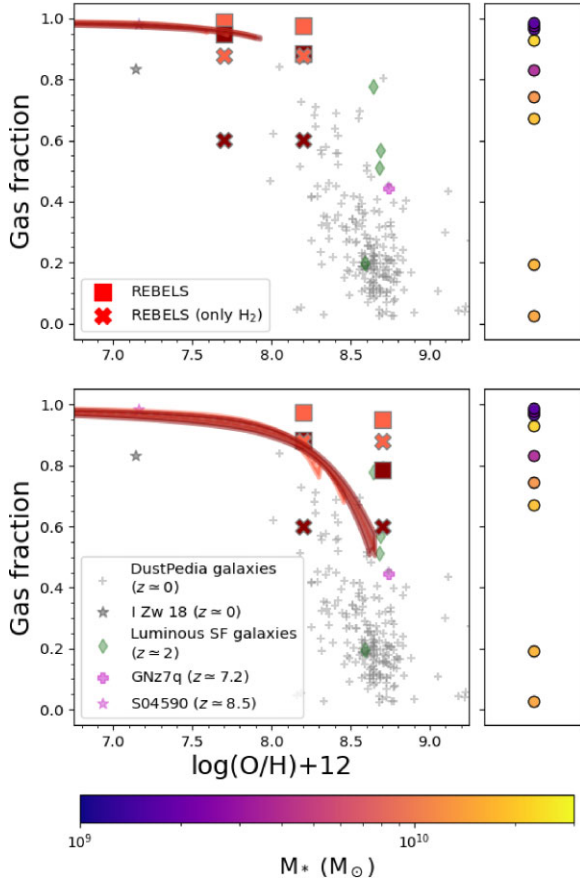 1.0
0.8
0.6
0.4
0.2
0.0
Gas fraction
REBELS
REBELS (only H₂)
7.0 7.5 8.0 8.5 9.0
1.0
0.8
0.6
0.4
0.2
0.0
Gas fraction
DustPedia galaxies
(z ≃ 0)
I Zw 18 (z ≃ 0)
Luminous SF galaxies
(z ≃ 2)
GNz7q (z ≃ 7.2)
S04590 (z ≃ 8.5)
7.0 7.5 8.0 8.5 9.0
log(O/H)+12
10⁹ 10¹⁰
M* (M⊙)